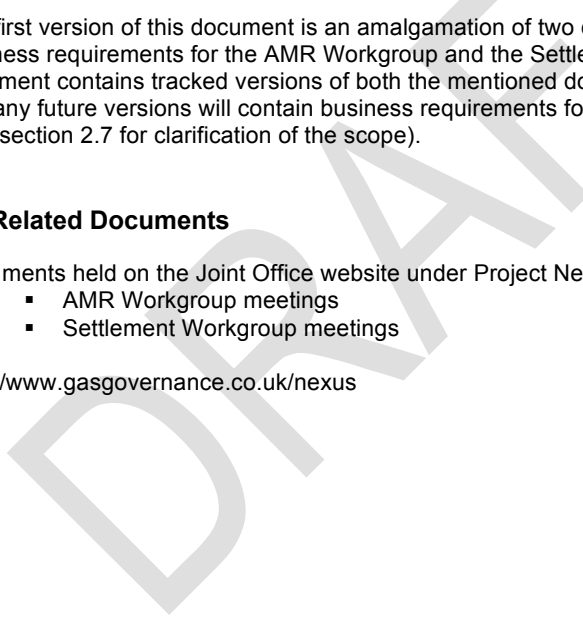 first version of this document is an amalgamation of two
ness requirements for the AMR Workgroup and the Settle
ment contains tracked versions of both the mentioned do
any future versions will contain business requirements fo
section 2.7 for clarification of the scope).
Related Documents
ments held on the Joint Office website under Project Ne
▪ AMR Workgroup meetings
▪ Settlement Workgroup meetings
/www.gasgovernance.co.uk/nexus
DRAF